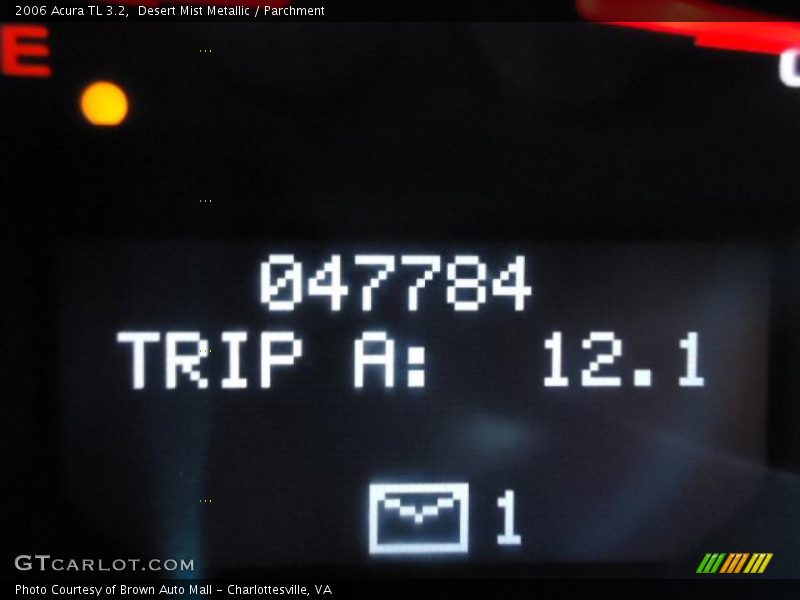 2006 Acura TL 3.2,  Desert Mist Metallic / Parchment
E
047784
TRIP A: 12.1
1
GTCARLOT.COM
Photo Courtesy of Brown Auto Mall - Charlottesville, VA